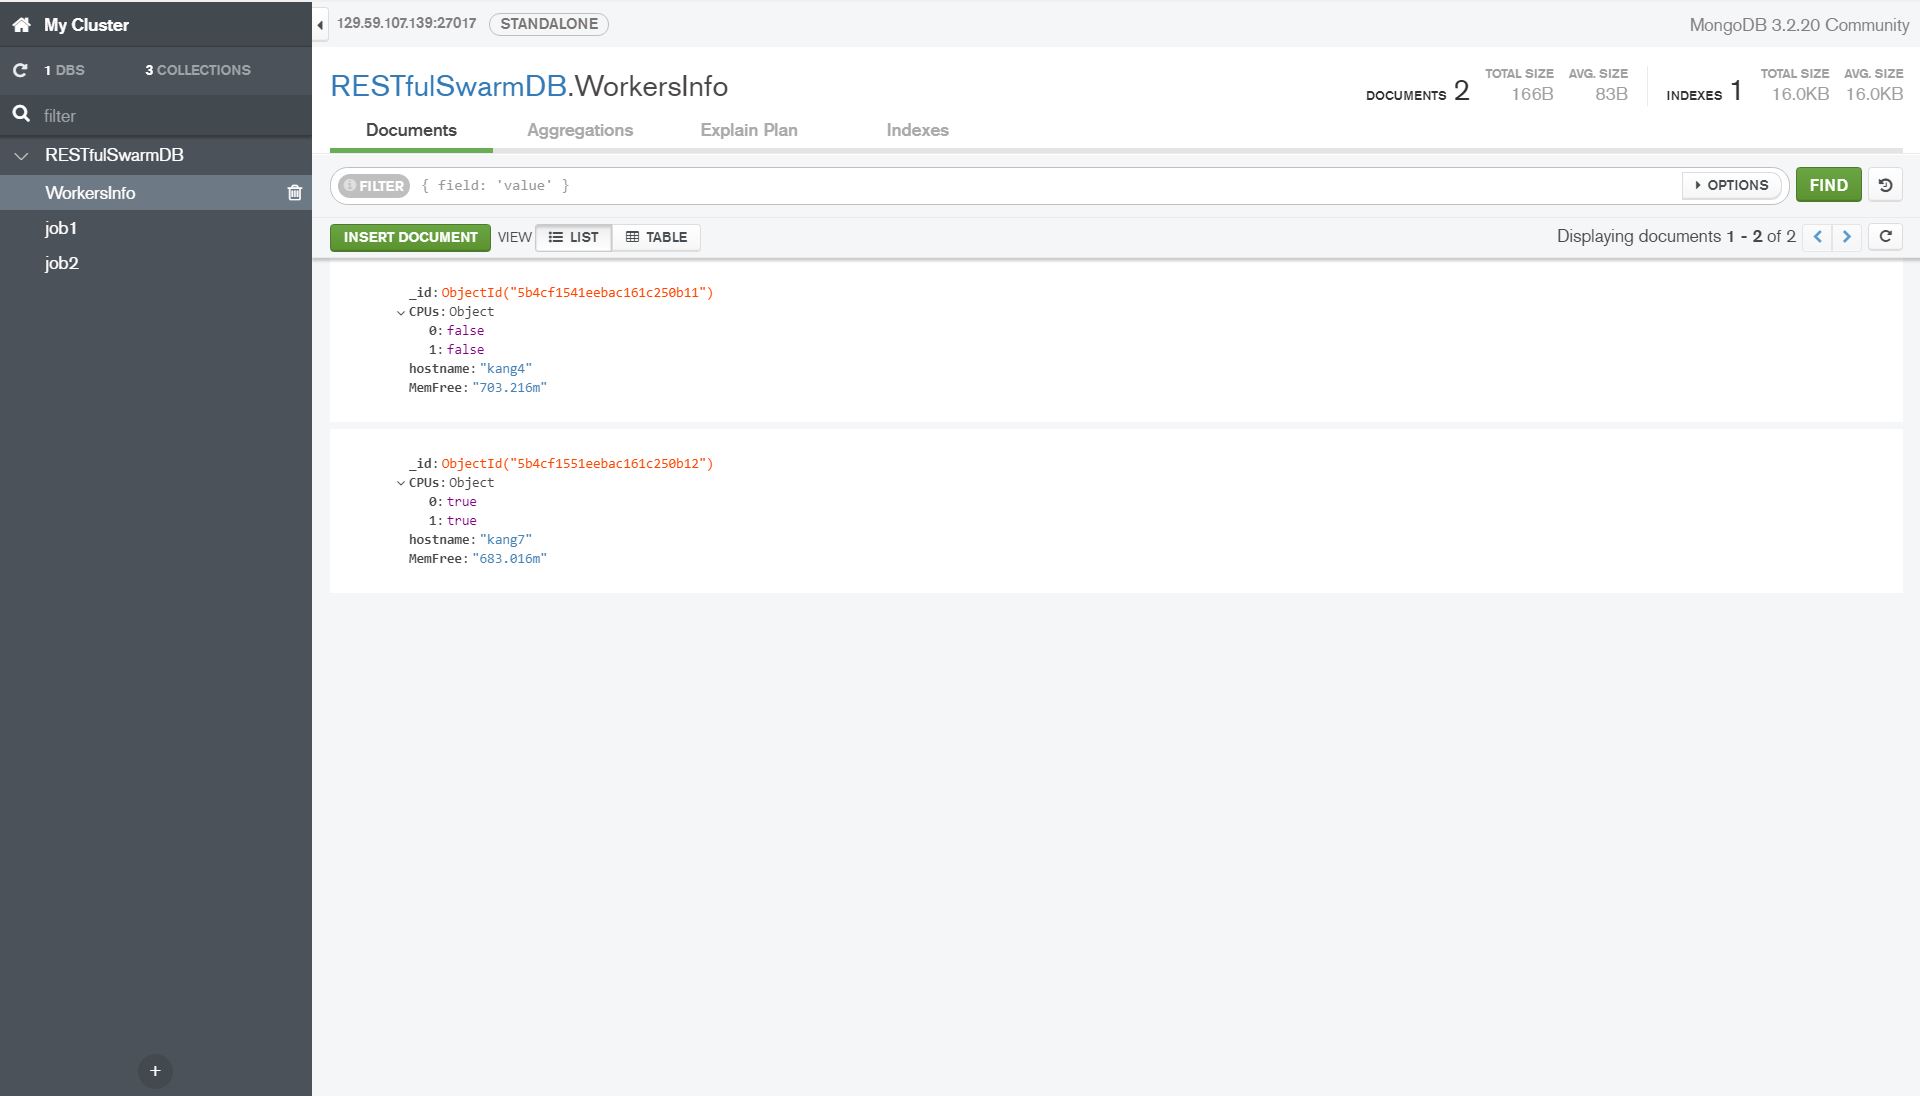 My Cluster
129.59.107.139:27017 STANDALONE
MongoDB 3.2.20 Community
1 DBS 3 COLLECTIONS
filter
RESTfulSwarmDB
WorkersInfo
job1
job2
RESTfulSwarmDB.WorkersInfo
DOCUMENTS 2 TOTAL SIZE 166B AVG. SIZE 83B INDEXES 1 TOTAL SIZE 16.0KB AVG. SIZE 16.0KB
Documents Aggregations Explain Plan Indexes
FILTER { field: 'value' } OPTIONS FIND
INSERT DOCUMENT VIEW LIST TABLE Displaying documents 1 - 2 of 2
_id: ObjectId("5b4cf1541eebac161c250b11")
CPUs: Object
0: false
1: false
hostname: "kang4"
MemFree: "703.216m"
_id: ObjectId("5b4cf1551eebac161c250b12")
CPUs: Object
0: true
1: true
hostname: "kang7"
MemFree: "683.016m"
+